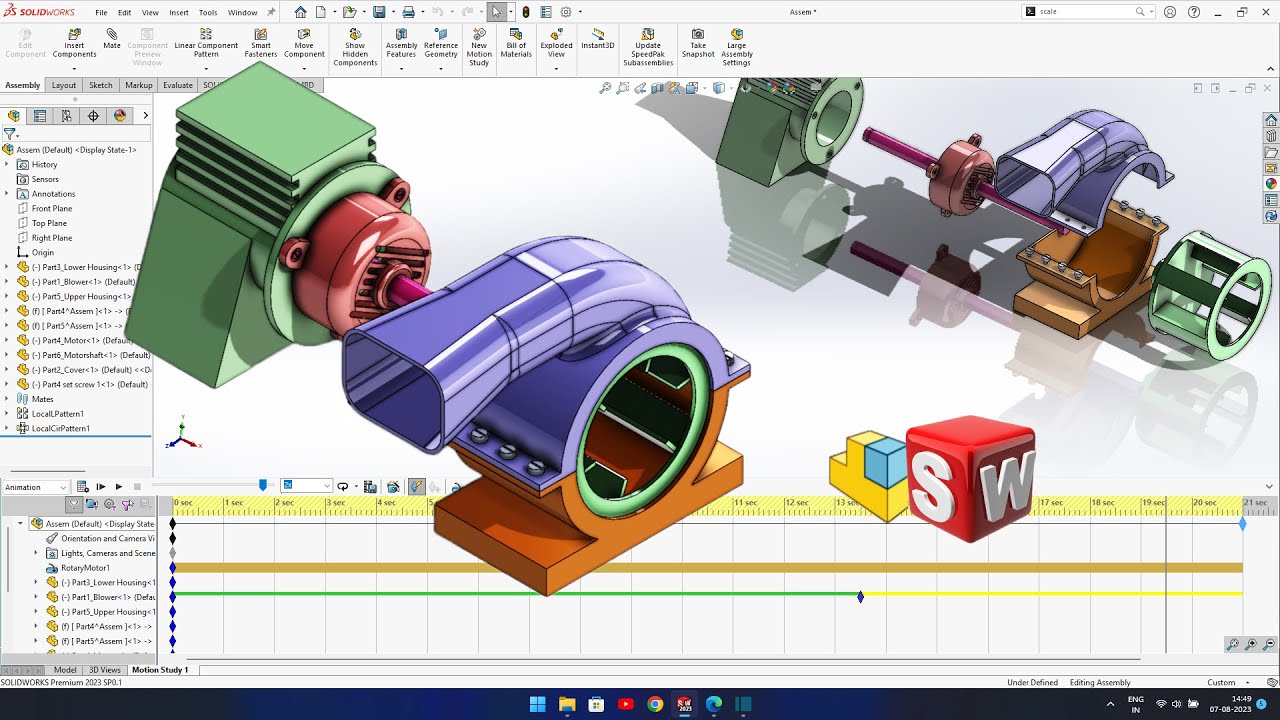 SOLIDWORKS
File
Edit
View
Insert
Tools
Window
Assem *
scale
Edit Component
Insert Components
Mate
Component Preview Window
Linear Component Pattern
Smart Fasteners
Move Component
Show Hidden Components
Assembly Features
Reference Geometry
New Motion Study
Bill of Materials
Exploded View
Instant3D
Update SpeedPak Subassemblies
Take Snapshot
Large Assembly Settings
Assembly
Layout
Sketch
Markup
Evaluate
SOL
MBD
Assem (Default) <Display State-1>
History
Sensors
Annotations
Front Plane
Top Plane
Right Plane
Origin
(-) Part3_Lower Housing<1> (D
(-) Part1_Blower<1> (Default)
(-) Part5_Upper Housing<1>
(f) [ Part4^Assem ]<1> ->
(f) [ Part5^Assem ]<1> ->
(-) Part4_Motor<1> (Default)
(-) Part6_Motorshaft<1> (Def
(-) Part2_Cover<1> (Default) <<D
(-) Part4 set screw 1<1> (Default)
Mates
LocalLPattern1
LocalCirPattern1
Y
X
Z
S
W
Animation
2x
0 sec
1 sec
2 sec
3 sec
4 sec
11 sec
12 sec
13 sec
17 sec
18 sec
19 sec
20 sec
21 sec
Assem (Default) <Display State
Orientation and Camera Vi
Lights, Cameras and Scene
RotaryMotor1
(-) Part3_Lower Housing<1
(-) Part1_Blower<1> (Defau
(-) Part5_Upper Housing<1>
(f) [ Part4^Assem ]<1> ->
(f) [ Part5^Assem ]<1> ->
Model
3D Views
Motion Study 1
SOLIDWORKS Premium 2023 SP0.1
Under Defined
Editing Assembly
Custom
ENG
IN
14:49
07-08-2023